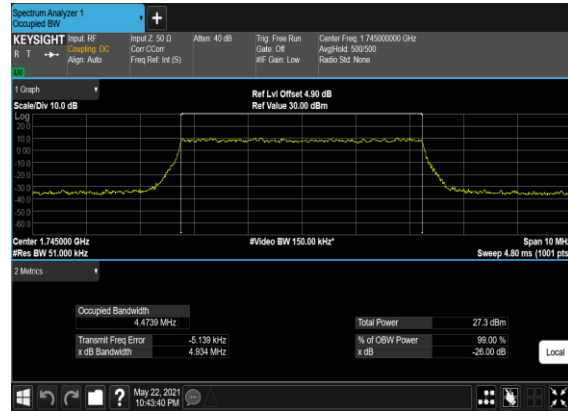 Spectrum Analyzer 1
Occupied BW
+
KEYSIGHT Input: RF Input Z: 50 Ω Atten: 40 dB Trig: Free Run Center Freq: 1.745000000 GHz
R T Coupling: DC Corr CCorr Gate: Off Avg|Hold: 500/500
Align: Auto Freq Ref: Int (S) #IF Gain: Low Radio Std: None
LW
1 Graph
Ref Lvl Offset 4.90 dB
Scale/Div 10.0 dB Ref Value 30.00 dBm
Log
20.0
10.0
0.00
-10.0
-20.0
-30.0
-40.0
-50.0
-60.0
Center 1.745000 GHz #Video BW 150.00 kHz* Span 10 MHz
#Res BW 51.000 kHz Sweep 4.80 ms (1001 pts)
2 Metrics
Occupied Bandwidth
4.4739 MHz Total Power 27.3 dBm
Transmit Freq Error -5.139 kHz % of OBW Power 99.00 %
x dB Bandwidth 4.934 MHz x dB -26.00 dB
Local
? May 22, 2021
10:43:40 PM